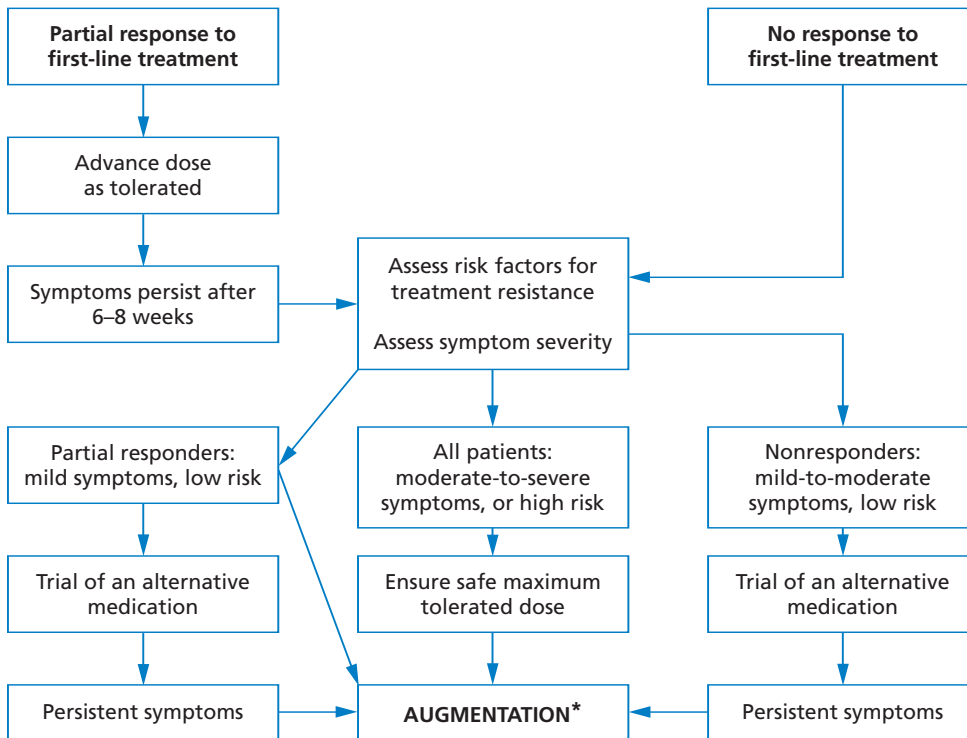 Partial response to
first-line treatment
No response to
first-line treatment
Advance dose
as tolerated
Symptoms persist after
6–8 weeks
Assess risk factors for
treatment resistance
Assess symptom severity
Partial responders:
mild symptoms, low risk
All patients:
moderate-to-severe
symptoms, or high risk
Nonresponders:
mild-to-moderate
symptoms, low risk
Trial of an alternative
medication
Ensure safe maximum
tolerated dose
Trial of an alternative
medication
Persistent symptoms
AUGMENTATION*
Persistent symptoms